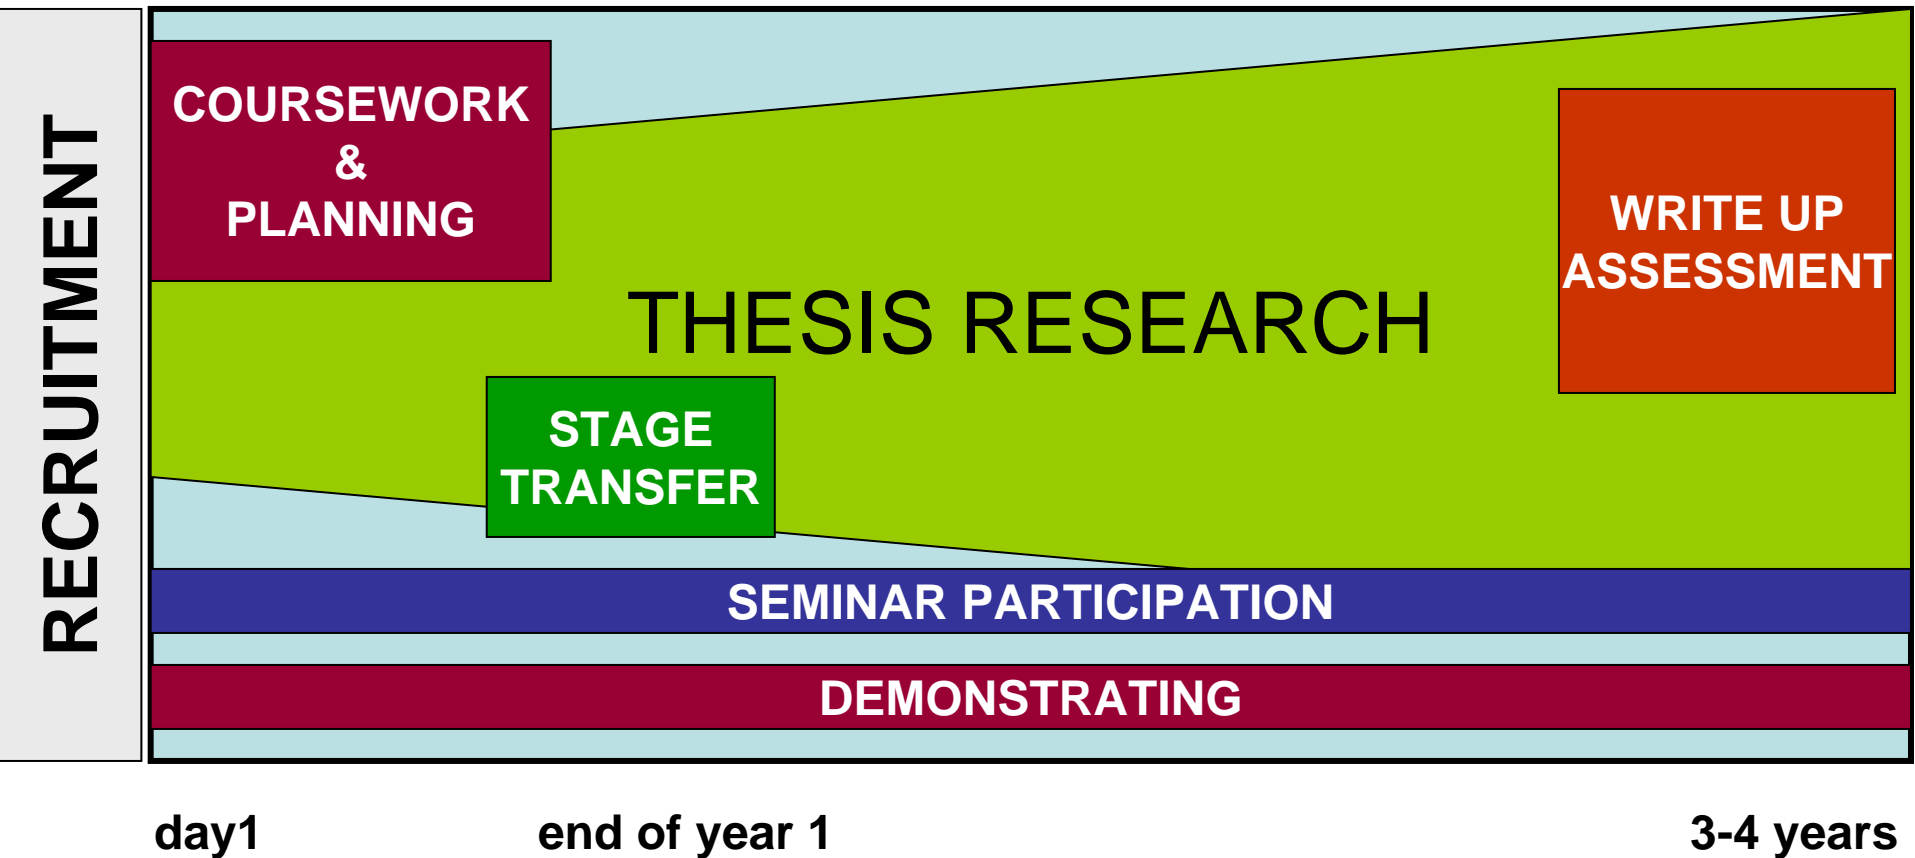 RECRUITMENT
COURSEWORK
&
PLANNING
THESIS RESEARCH
WRITE UP
ASSESSMENT
STAGE
TRANSFER
SEMINAR PARTICIPATION
DEMONSTRATING
day1
end of year 1
3-4 years